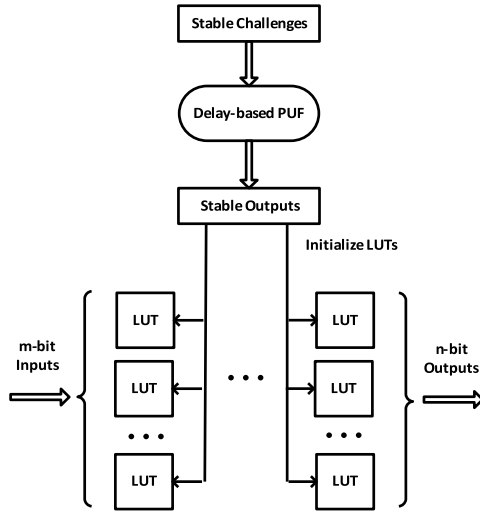 Stable Challenges
Delay-based PUF
Stable Outputs
Initialize LUTs
LUT
LUT
m-bit
Inputs
n-bit
Outputs
LUT
LUT
LUT
LUT